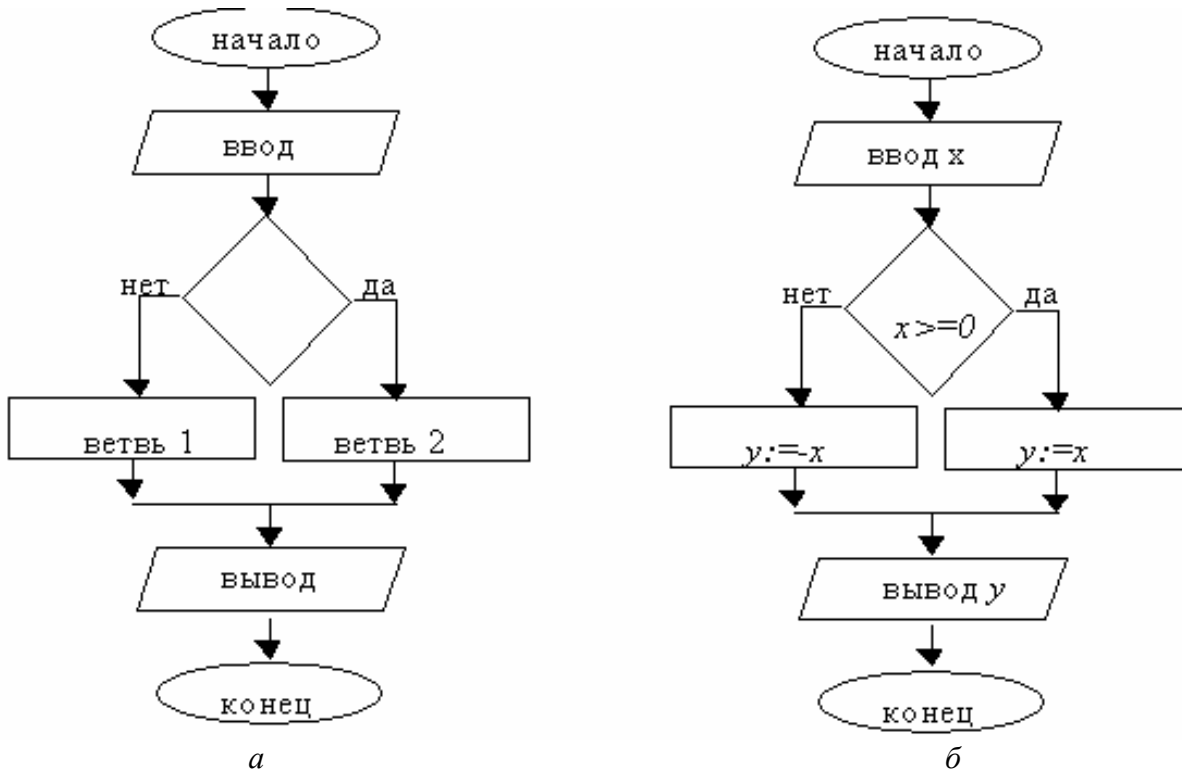 начало
ввод
нет
да
ветвь 1
ветвь 2
вывод
конец
а
начало
ввод x
нет
да
x>=0
y:=-x
y:=x
вывод y
конец
б